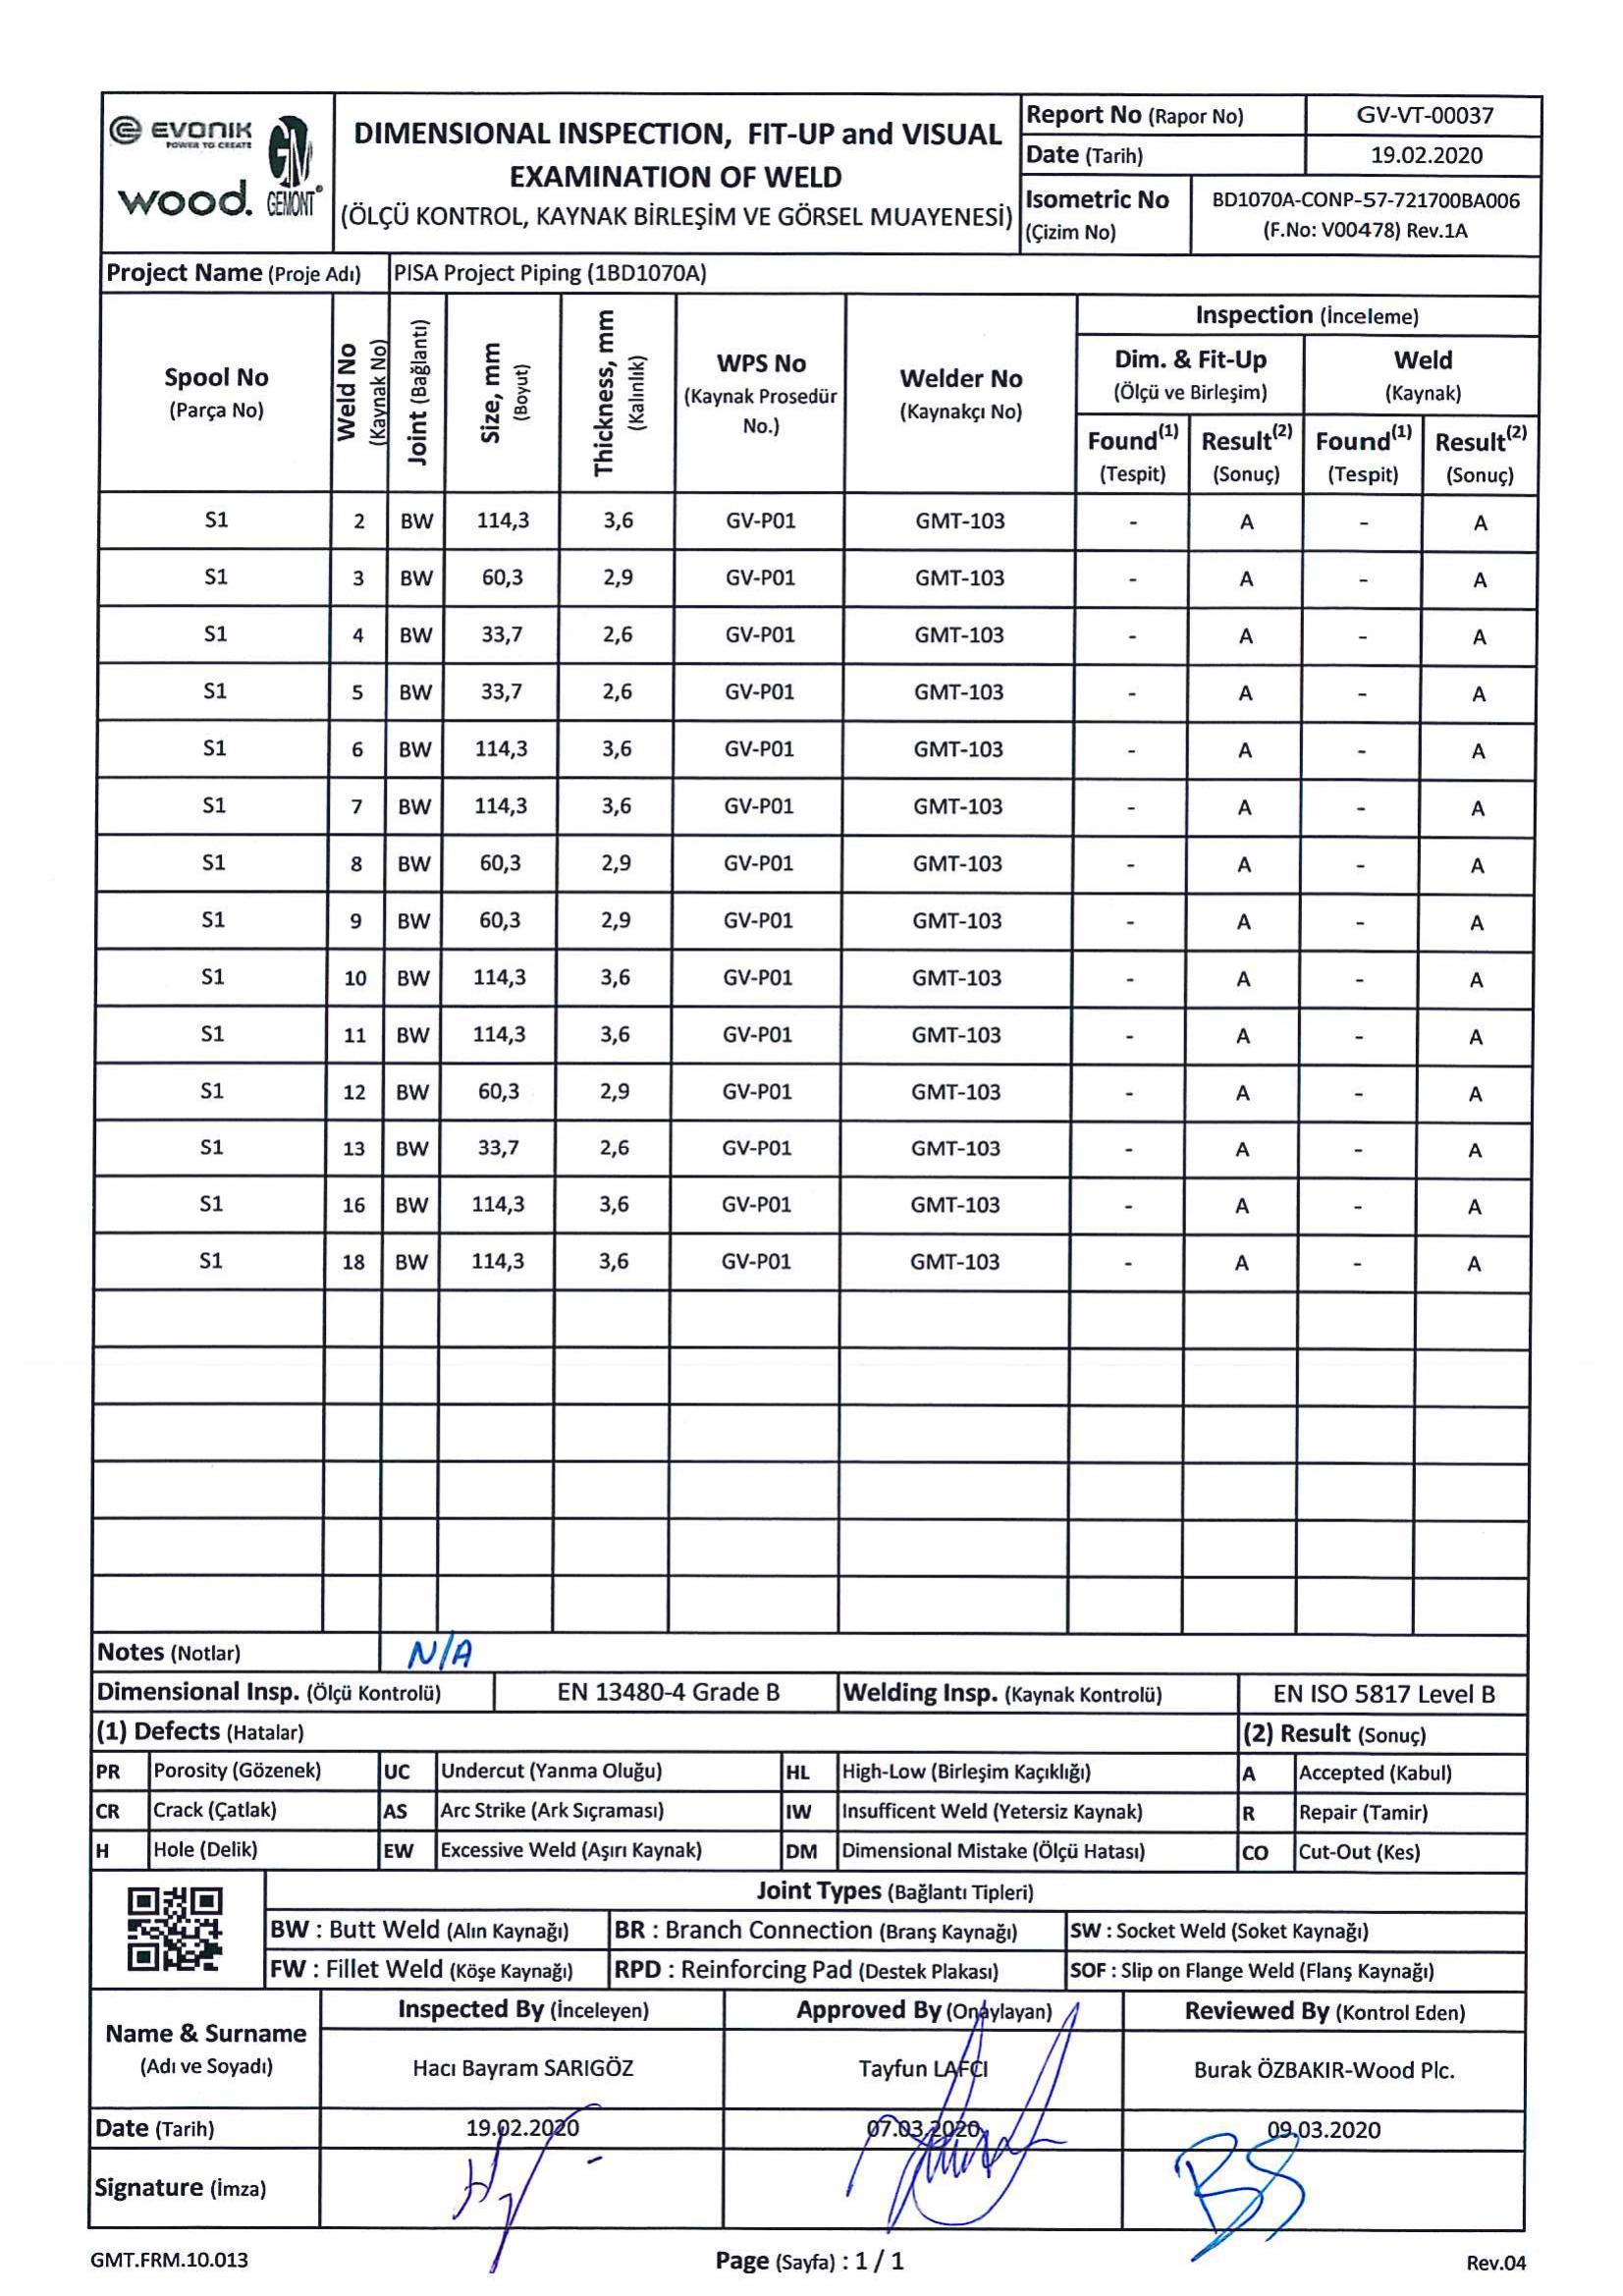 EVONIK
POWER TO CREATE
wood.
GM
GEMONT®
DIMENSIONAL INSPECTION, FIT-UP and VISUAL
EXAMINATION OF WELD
(ÖLÇÜ KONTROL, KAYNAK BİRLEŞİM VE GÖRSEL MUAYENESİ)
Report No (Rapor No) GV-VT-00037
Date (Tarih) 19.02.2020
Isometric No (Çizim No) BD1070A-CONP-57-721700BA006
(F.No: V00478) Rev.1A
Project Name (Proje Adı) PISA Project Piping (1BD1070A)
Spool No (Parça No)
Weld No (Kaynak No)
Joint (Bağlantı)
Size, mm (Boyut)
Thickness, mm (Kalınlık)
WPS No (Kaynak Prosedür No.)
Welder No (Kaynakçı No)
Inspection (İnceleme)
Dim. & Fit-Up (Ölçü ve Birleşim)
Weld (Kaynak)
Found(1) (Tespit) Result(2) (Sonuç) Found(1) (Tespit) Result(2) (Sonuç)
S1 2 BW 114,3 3,6 GV-P01 GMT-103 - A - A
S1 3 BW 60,3 2,9 GV-P01 GMT-103 - A - A
S1 4 BW 33,7 2,6 GV-P01 GMT-103 - A - A
S1 5 BW 33,7 2,6 GV-P01 GMT-103 - A - A
S1 6 BW 114,3 3,6 GV-P01 GMT-103 - A - A
S1 7 BW 114,3 3,6 GV-P01 GMT-103 - A - A
S1 8 BW 60,3 2,9 GV-P01 GMT-103 - A - A
S1 9 BW 60,3 2,9 GV-P01 GMT-103 - A - A
S1 10 BW 114,3 3,6 GV-P01 GMT-103 - A - A
S1 11 BW 114,3 3,6 GV-P01 GMT-103 - A - A
S1 12 BW 60,3 2,9 GV-P01 GMT-103 - A - A
S1 13 BW 33,7 2,6 GV-P01 GMT-103 - A - A
S1 16 BW 114,3 3,6 GV-P01 GMT-103 - A - A
S1 18 BW 114,3 3,6 GV-P01 GMT-103 - A - A
Notes (Notlar) N/A
Dimensional Insp. (Ölçü Kontrolü) EN 13480-4 Grade B Welding Insp. (Kaynak Kontrolü) EN ISO 5817 Level B
(1) Defects (Hatalar) (2) Result (Sonuç)
PR Porosity (Gözenek) UC Undercut (Yanma Oluğu) HL High-Low (Birleşim Kaçıklığı) A Accepted (Kabul)
CR Crack (Çatlak) AS Arc Strike (Ark Sıçraması) IW Insufficent Weld (Yetersiz Kaynak) R Repair (Tamir)
H Hole (Delik) EW Excessive Weld (Aşırı Kaynak) DM Dimensional Mistake (Ölçü Hatası) CO Cut-Out (Kes)
Joint Types (Bağlantı Tipleri)
BW : Butt Weld (Alın Kaynağı) BR : Branch Connection (Branş Kaynağı) SW : Socket Weld (Soket Kaynağı)
FW : Fillet Weld (Köşe Kaynağı) RPD : Reinforcing Pad (Destek Plakası) SOF : Slip on Flange Weld (Flanş Kaynağı)
Name & Surname (Adı ve Soyadı)
Inspected By (İnceleyen) Approved By (Onaylayan) Reviewed By (Kontrol Eden)
Hacı Bayram SARIGÖZ Tayfun LAFCI Burak ÖZBAKIR-Wood Plc.
Date (Tarih) 19.02.2020 07.03.2020 09.03.2020
Signature (İmza)
GMT.FRM.10.013 Page (Sayfa) : 1 / 1 Rev.04